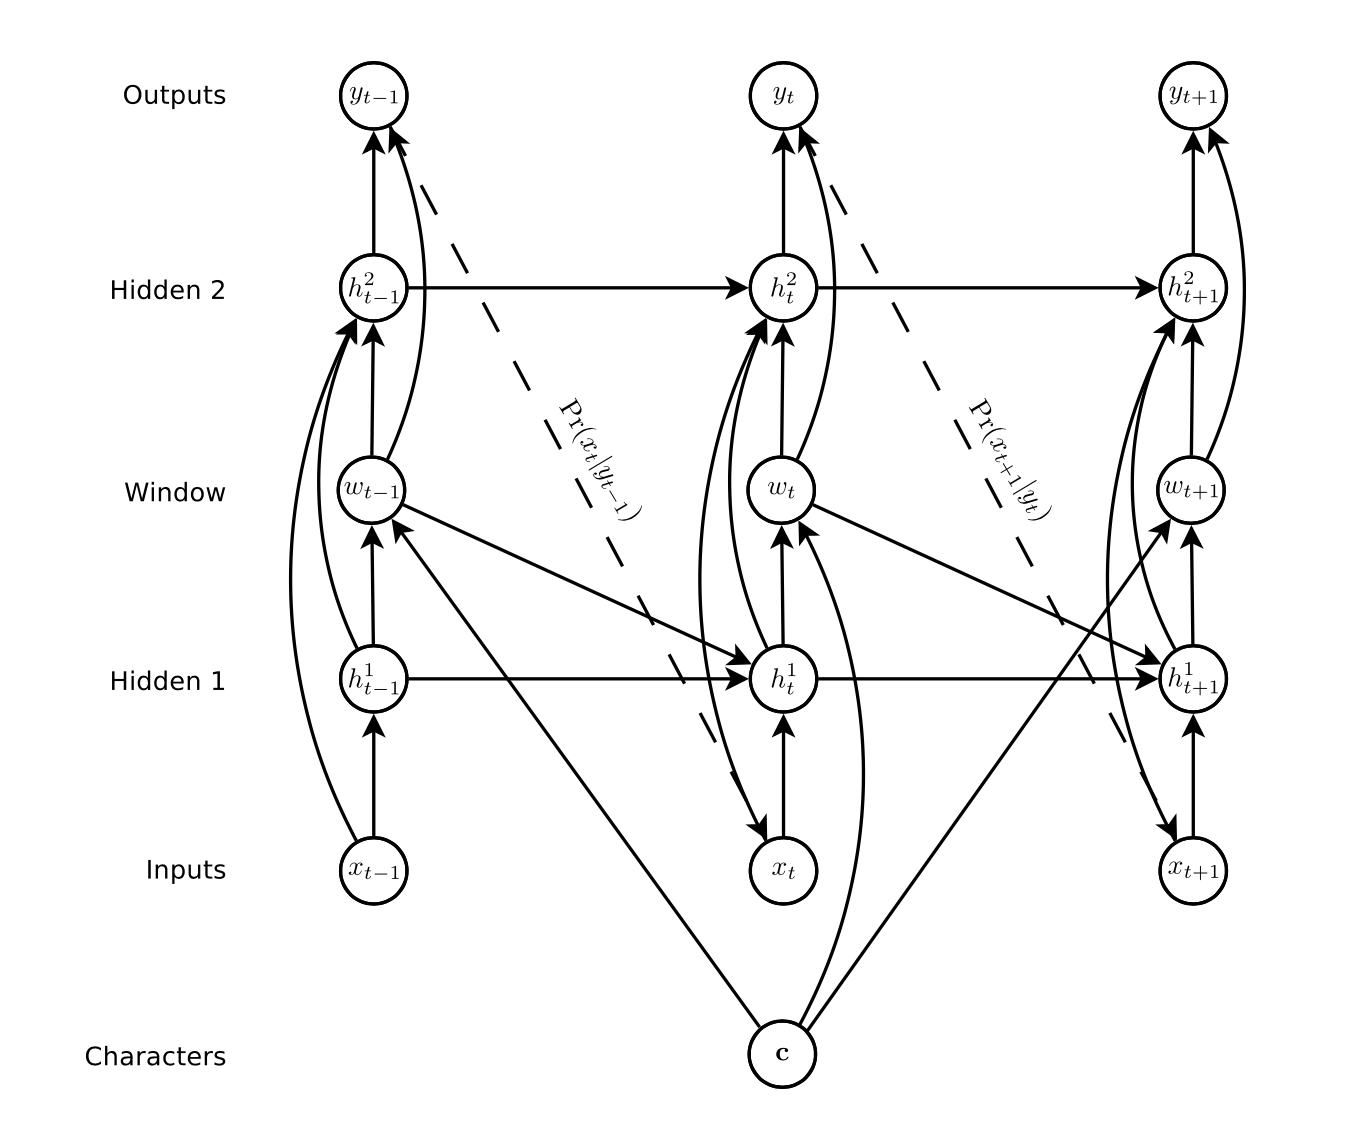 Outputs y_{t−1} y_t y_{t+1}
Hidden 2 h^2_{t−1} h^2_t h^2_{t+1}
Pr(x_t|y_{t−1}) Pr(x_{t+1}|y_t)
Window w_{t−1} w_t w_{t+1}
Hidden 1 h^1_{t−1} h^1_t h^1_{t+1}
Inputs x_{t−1} x_t x_{t+1}
Characters c